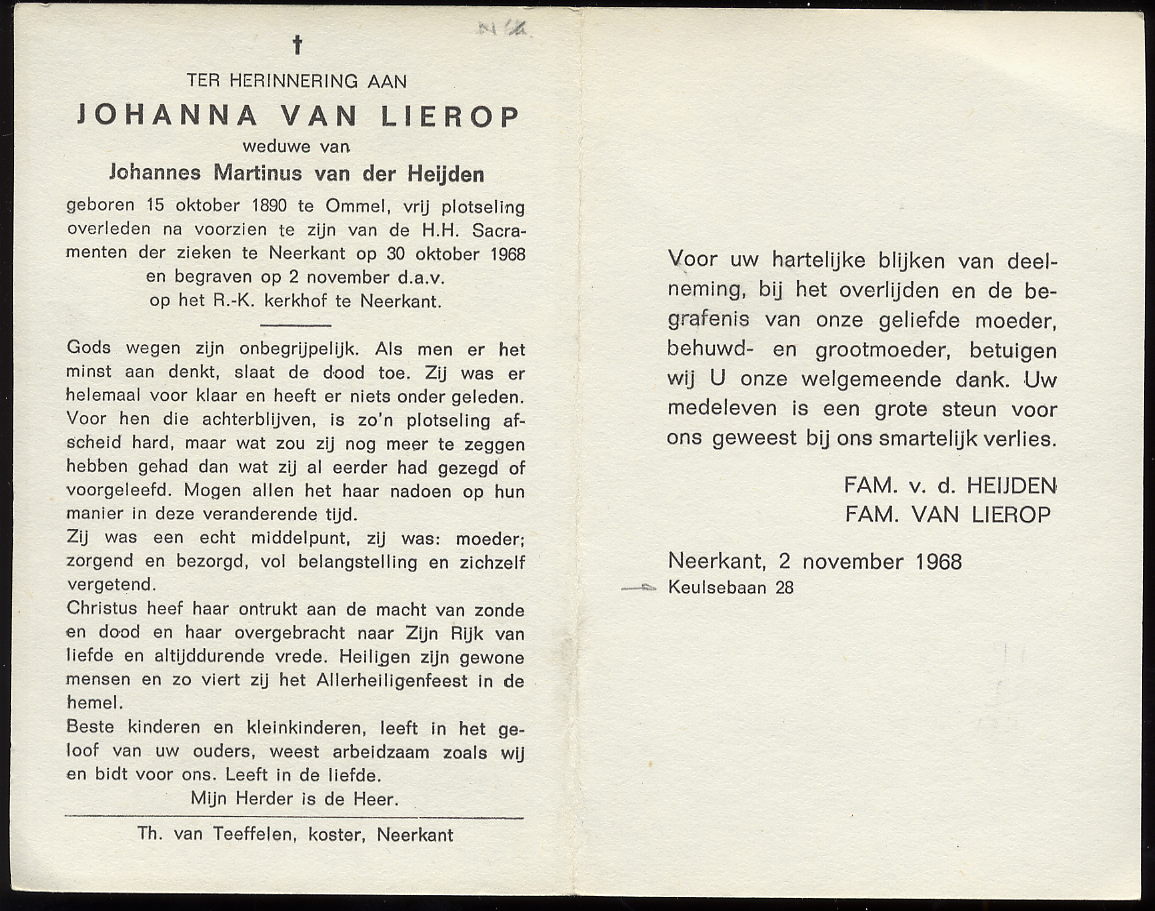 †
TER HERINNERING AAN
JOHANNA VAN LIEROP
weduwe van
Johannes Martinus van der Heijden
geboren 15 oktober 1890 te Ommel, vrij plotseling
overleden na voorzien te zijn van de H.H. Sacra-
menten der zieken te Neerkant op 30 oktober 1968
en begraven op 2 november d.a.v.
op het R.-K. kerkhof te Neerkant.
Gods wegen zijn onbegrijpelijk. Als men er het
minst aan denkt, slaat de dood toe. Zij was er
helemaal voor klaar en heeft er niets onder geleden.
Voor hen die achterblijven, is zo'n plotseling af-
scheid hard, maar wat zou zij nog meer te zeggen
hebben gehad dan wat zij al eerder had gezegd of
voorgeleefd. Mogen allen het haar nadoen op hun
manier in deze veranderende tijd.
Zij was een echt middelpunt, zij was: moeder;
zorgend en bezorgd, vol belangstelling en zichzelf
vergetend.
Christus heef haar ontrukt aan de macht van zonde
en dood en haar overgebracht naar Zijn Rijk van
liefde en altijddurende vrede. Heiligen zijn gewone
mensen en zo viert zij het Allerheiligenfeest in de
hemel.
Beste kinderen en kleinkinderen, leeft in het ge-
loof van uw ouders, weest arbeidzaam zoals wij
en bidt voor ons. Leeft in de liefde.
Mijn Herder is de Heer.
Th. van Teeffelen, koster, Neerkant
Voor uw hartelijke blijken van deel-
neming, bij het overlijden en de be-
grafenis van onze geliefde moeder,
behuwd- en grootmoeder, betuigen
wij U onze welgemeende dank. Uw
medeleven is een grote steun voor
ons geweest bij ons smartelijk verlies.
FAM. v. d. HEIJDEN
FAM. VAN LIEROP
Neerkant, 2 november 1968
Keulsebaan 28